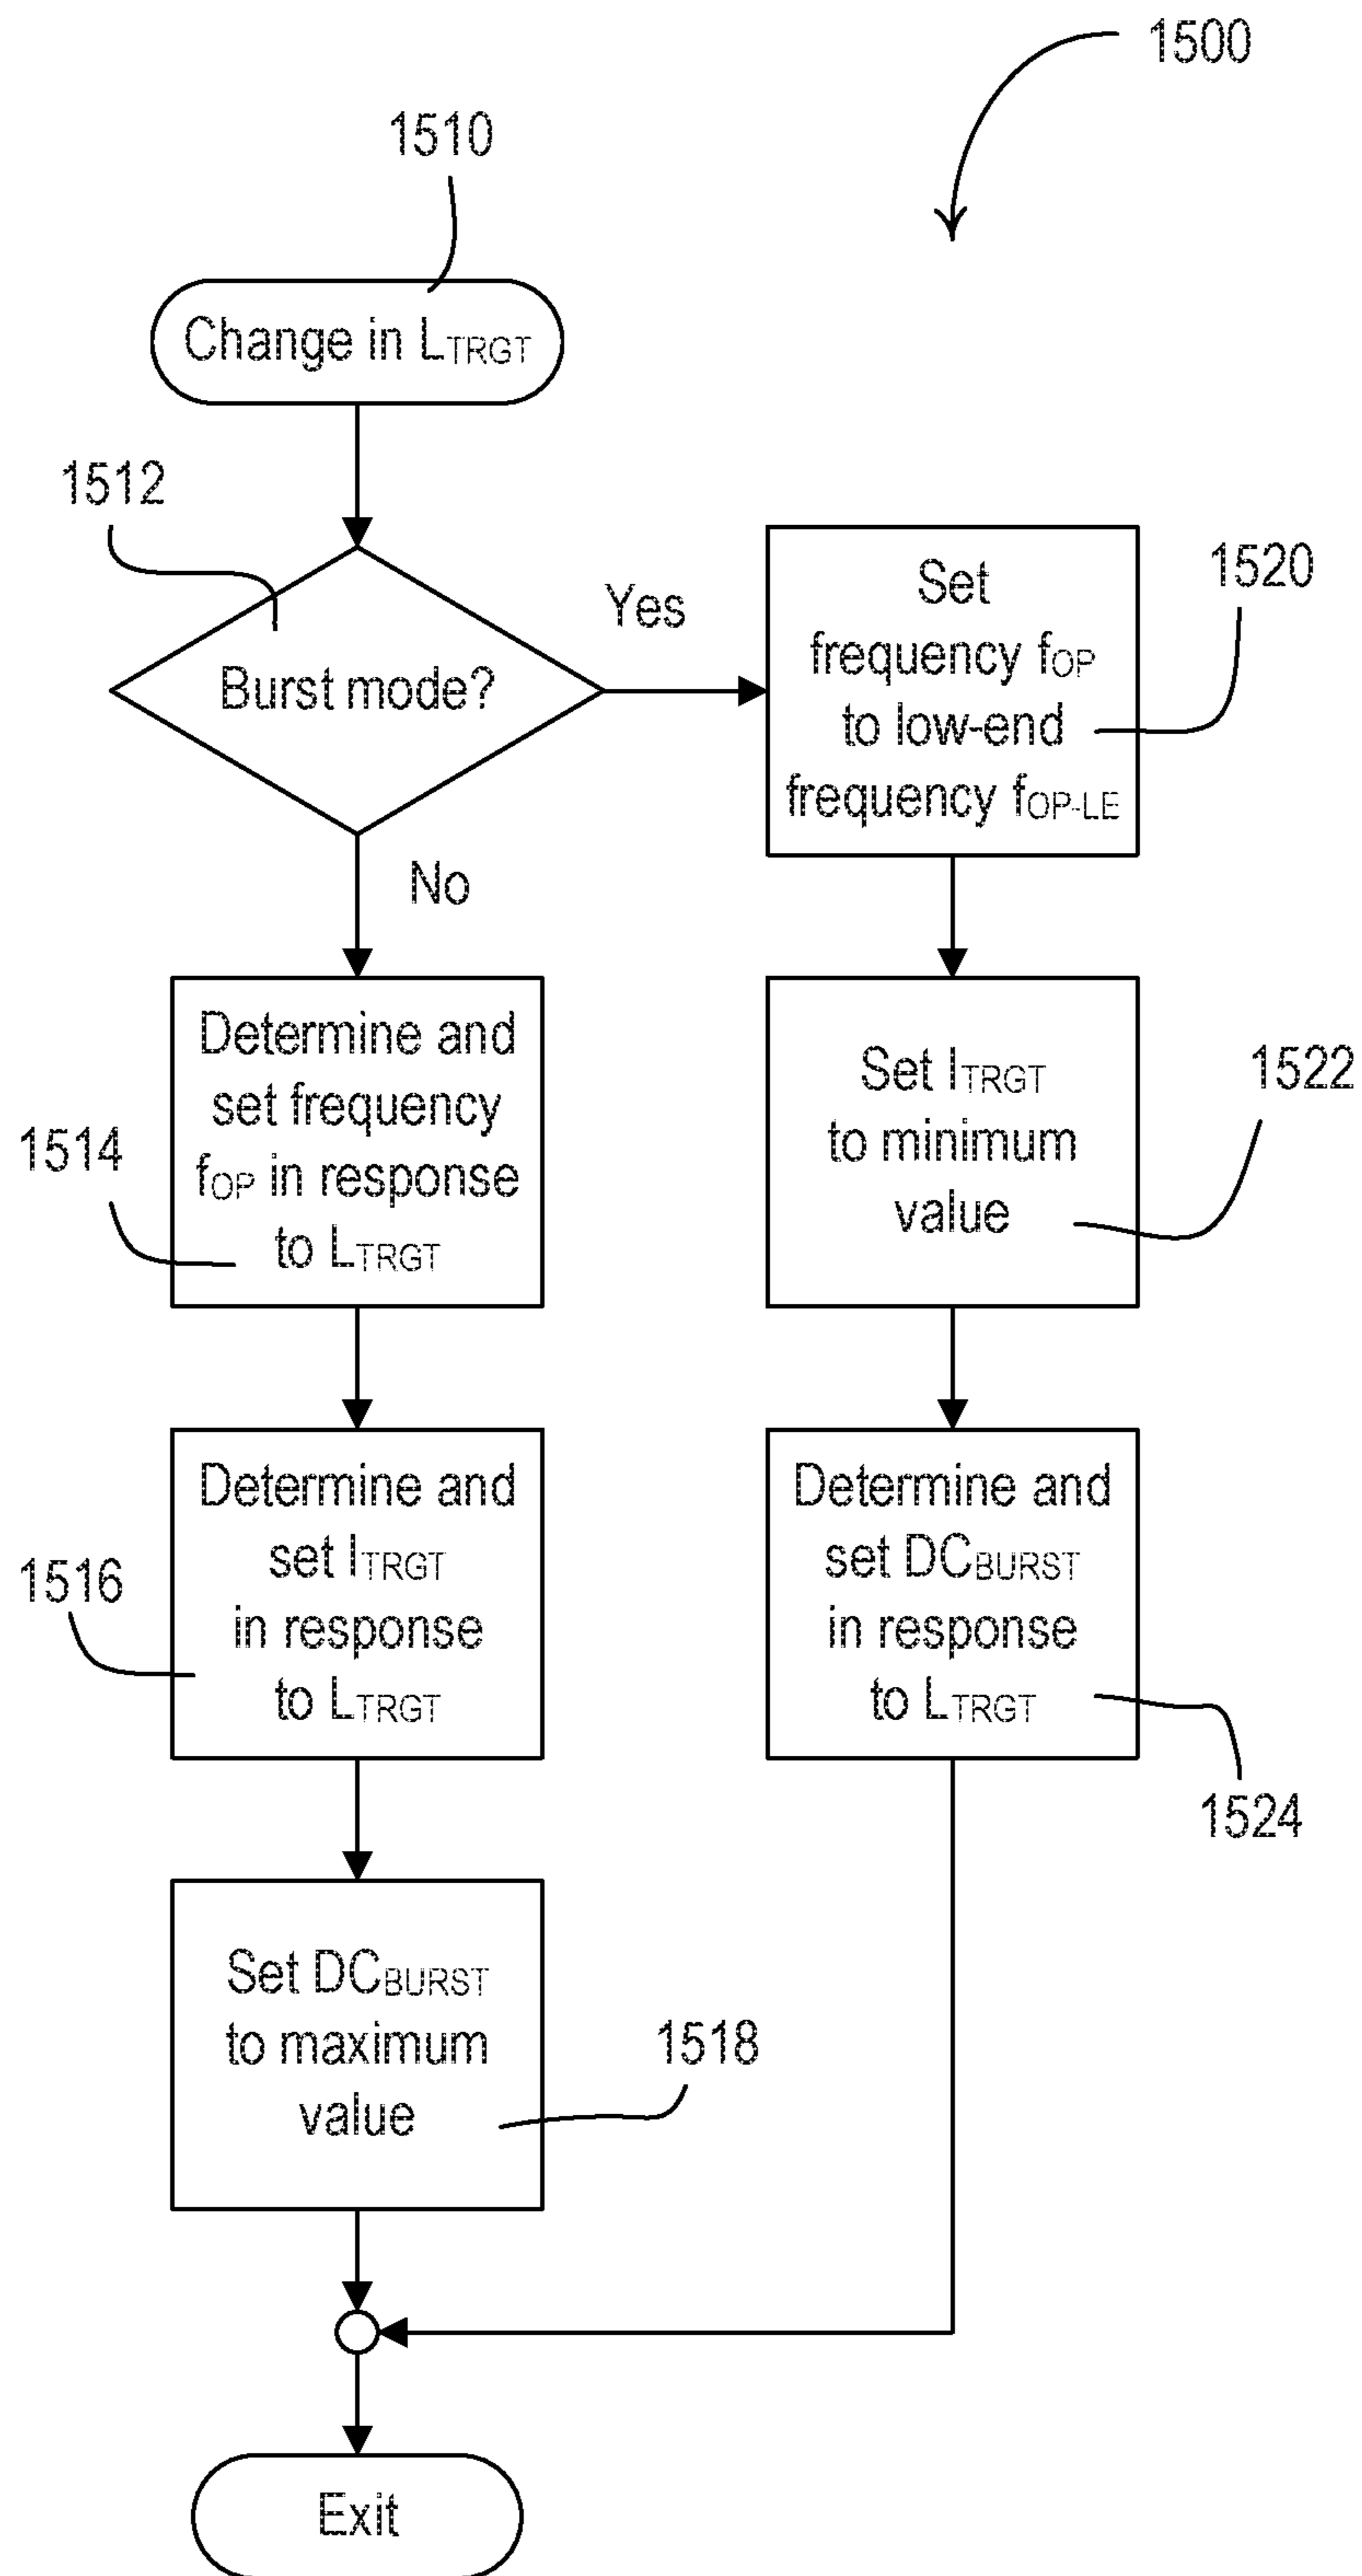 1500
1510
Change in LTRGT
1512
Burst mode?
Yes
No
Set
frequency fOP
to low-end
frequency fOP-LE
1520
Determine and
set frequency
fOP in response
to LTRGT
1514
Set ITRGT
to minimum
value
1522
Determine and
set ITRGT
in response
to LTRGT
1516
Determine and
set DCBURST
in response
to LTRGT
1524
Set DCBURST
to maximum
value
1518
Exit